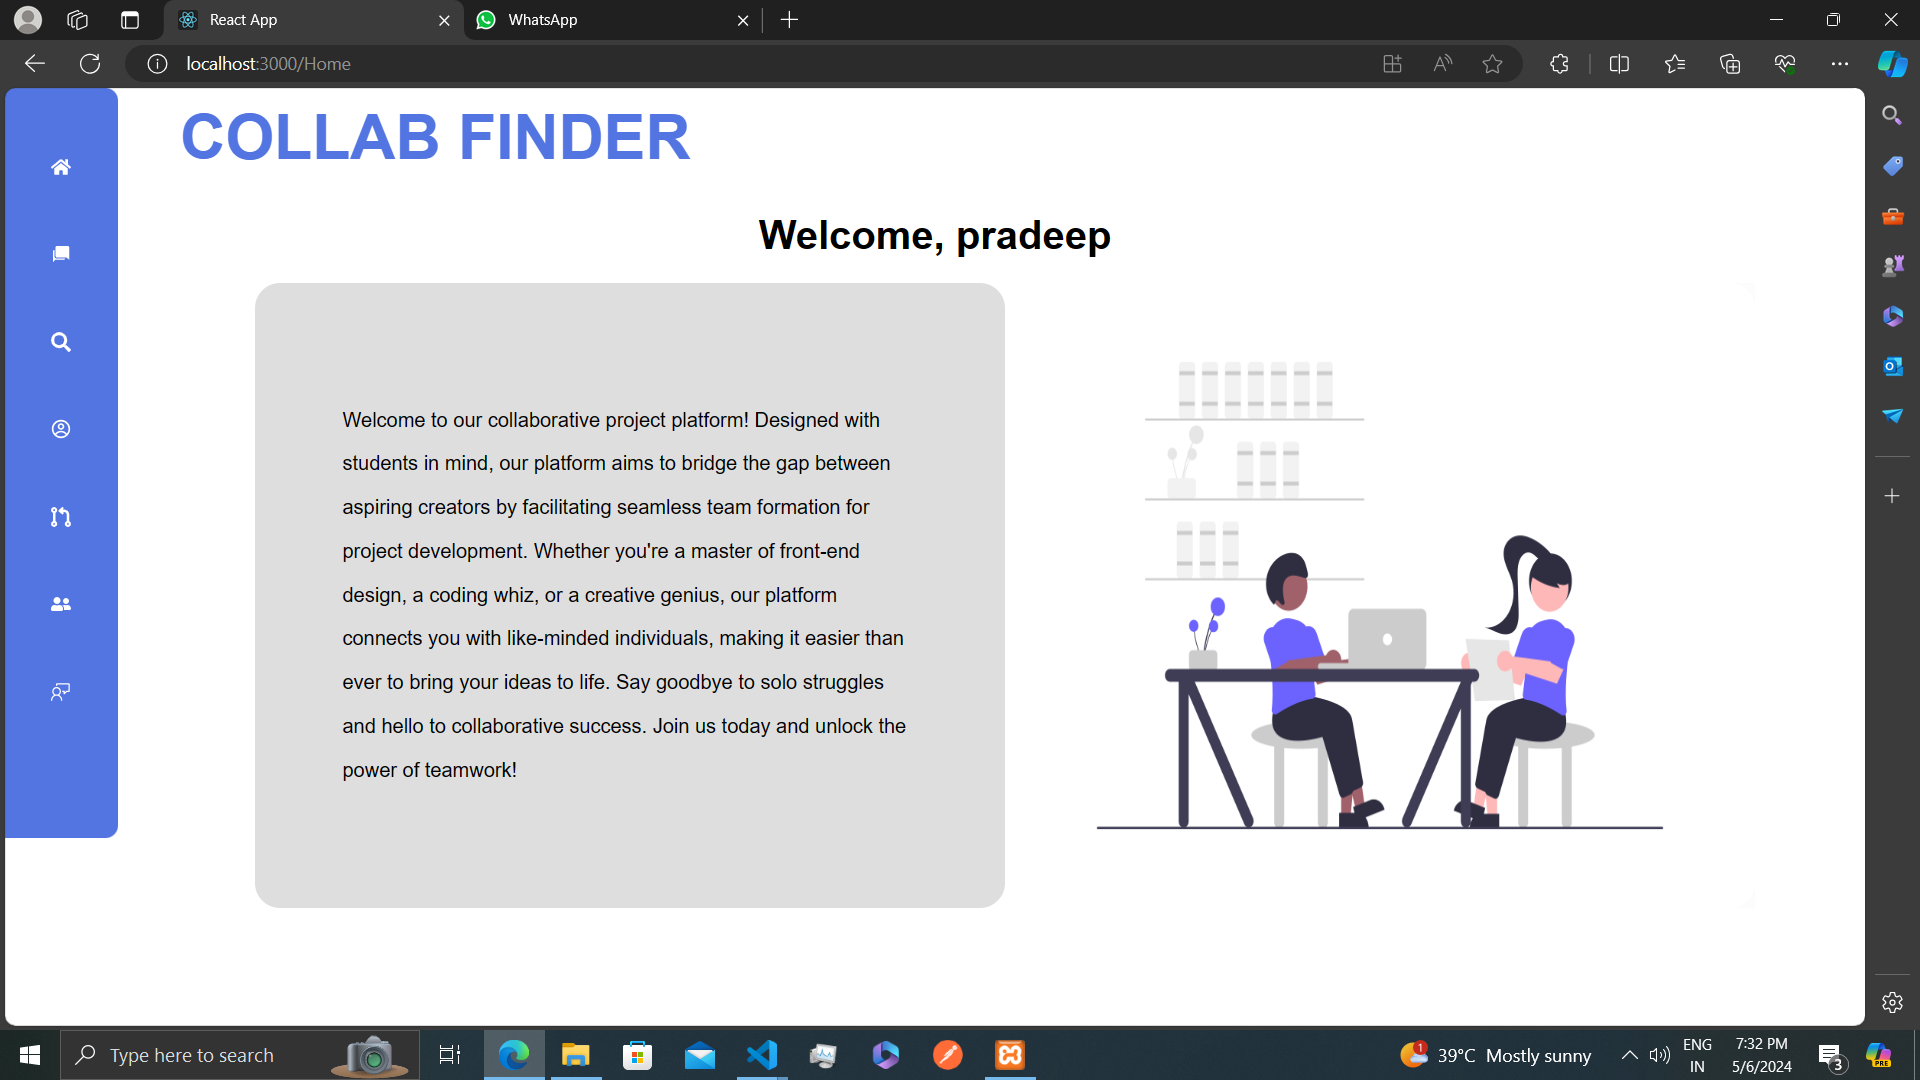 React App
WhatsApp
localhost:3000/Home
COLLAB FINDER
Welcome, pradeep
Welcome to our collaborative project platform! Designed with
students in mind, our platform aims to bridge the gap between
aspiring creators by facilitating seamless team formation for
project development. Whether you're a master of front-end
design, a coding whiz, or a creative genius, our platform
connects you with like-minded individuals, making it easier than
ever to bring your ideas to life. Say goodbye to solo struggles
and hello to collaborative success. Join us today and unlock the
power of teamwork!
Type here to search
1
39°C Mostly sunny
ENG
IN
7:32 PM
5/6/2024
3
PRE